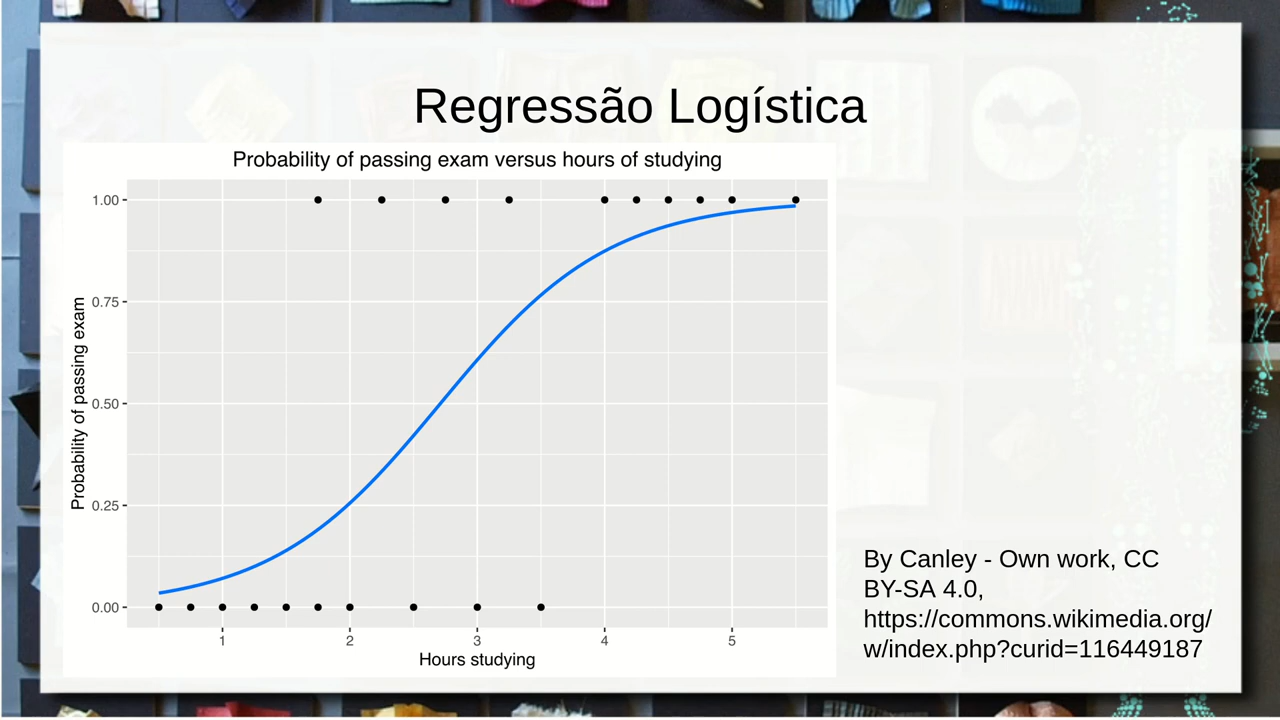 Regressão Logística
Probability of passing exam versus hours of studying
Probability of passing exam
1.00
0.75
0.50
0.25
0.00
1 2 3 4 5
Hours studying
By Canley - Own work, CC
BY-SA 4.0,
https://commons.wikimedia.org/
w/index.php?curid=116449187